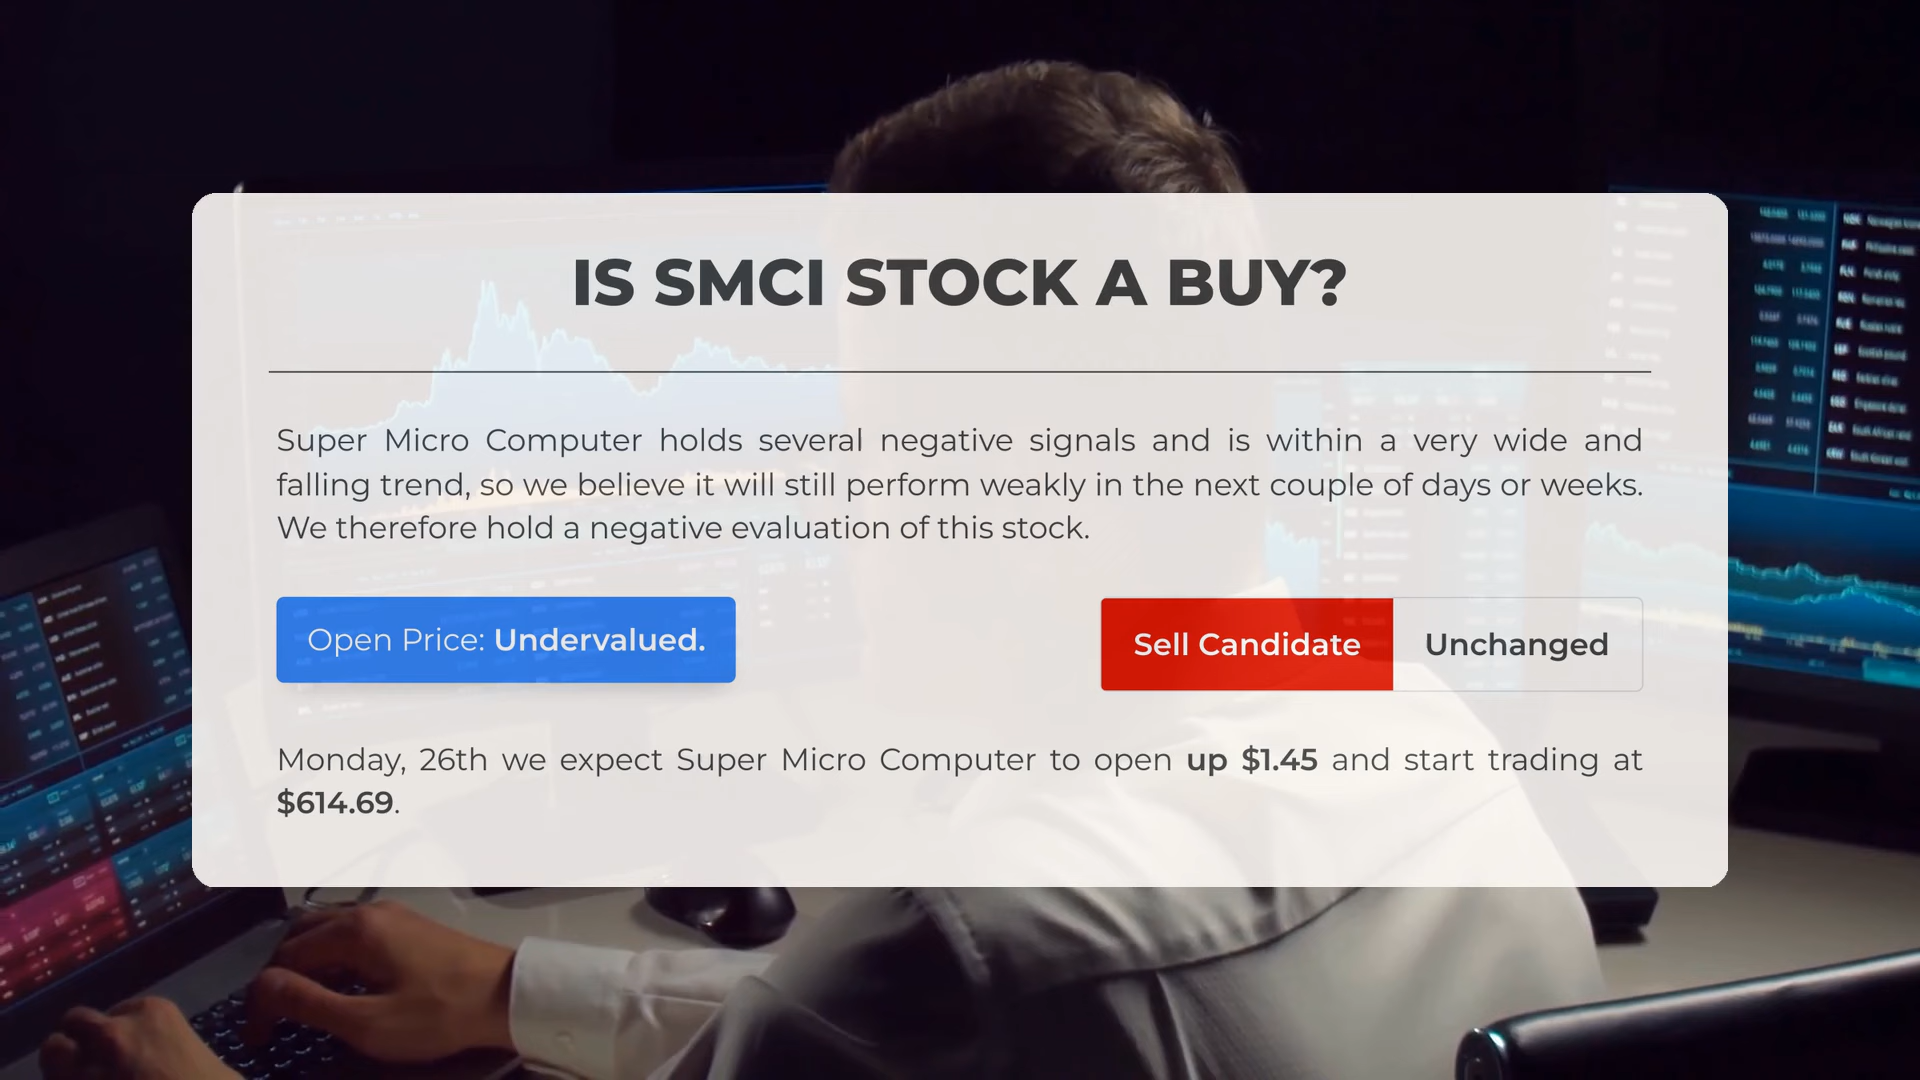 IS SMCI STOCK A BUY?
Super Micro Computer holds several negative signals and is within a very wide and
falling trend, so we believe it will still perform weakly in the next couple of days or weeks.
We therefore hold a negative evaluation of this stock.
Open Price: Undervalued.
Sell Candidate Unchanged
Monday, 26th we expect Super Micro Computer to open up $1.45 and start trading at
$614.69.